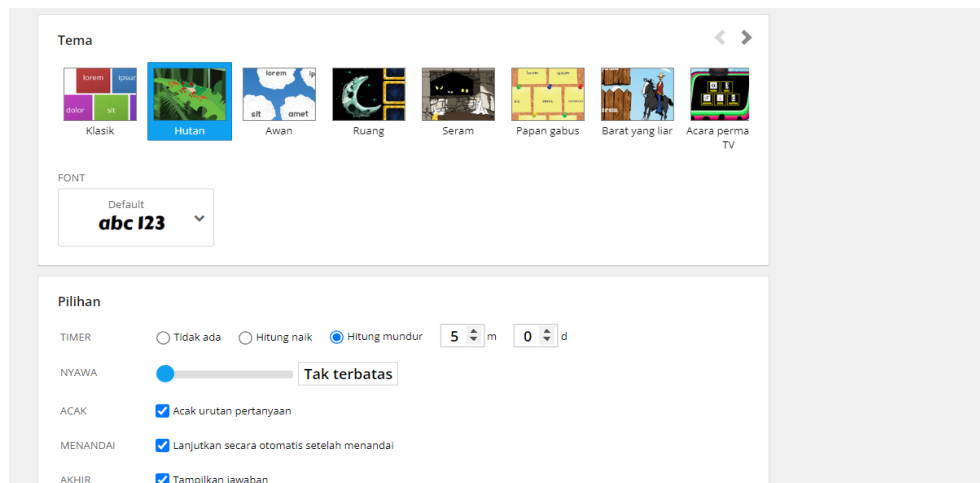 Tema
lorem ipsur
dolor sit
lorem ip
sit amet
Klasik Hutan Awan Ruang Seram Papan gabus Barat yang liar Acara perma
TV
FONT
Default
abc 123
Pilihan
TIMER Tidak ada Hitung naik Hitung mundur 5 m 0 d
NYAWA Tak terbatas
ACAK Acak urutan pertanyaan
MENANDAI Lanjutkan secara otomatis setelah menandai
AKHIR Tampilkan jawaban